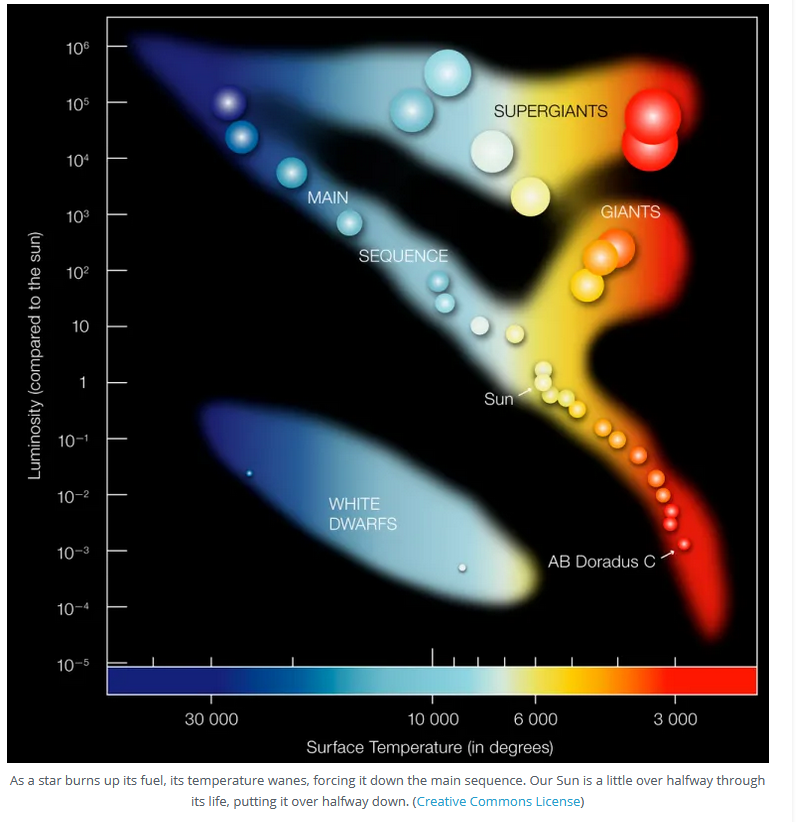 10⁶
10⁵
10⁴
10³
10²
10
1
10⁻¹
10⁻²
10⁻³
10⁻⁴
10⁻⁵
Luminosity (compared to the sun)
SUPERGIANTS
MAIN
GIANTS
SEQUENCE
Sun
WHITE
DWARFS
AB Doradus C
30 000 10 000 6 000 3 000
Surface Temperature (in degrees)
As a star burns up its fuel, its temperature wanes, forcing it down the main sequence. Our Sun is a little over halfway through
its life, putting it over halfway down. (Creative Commons License)